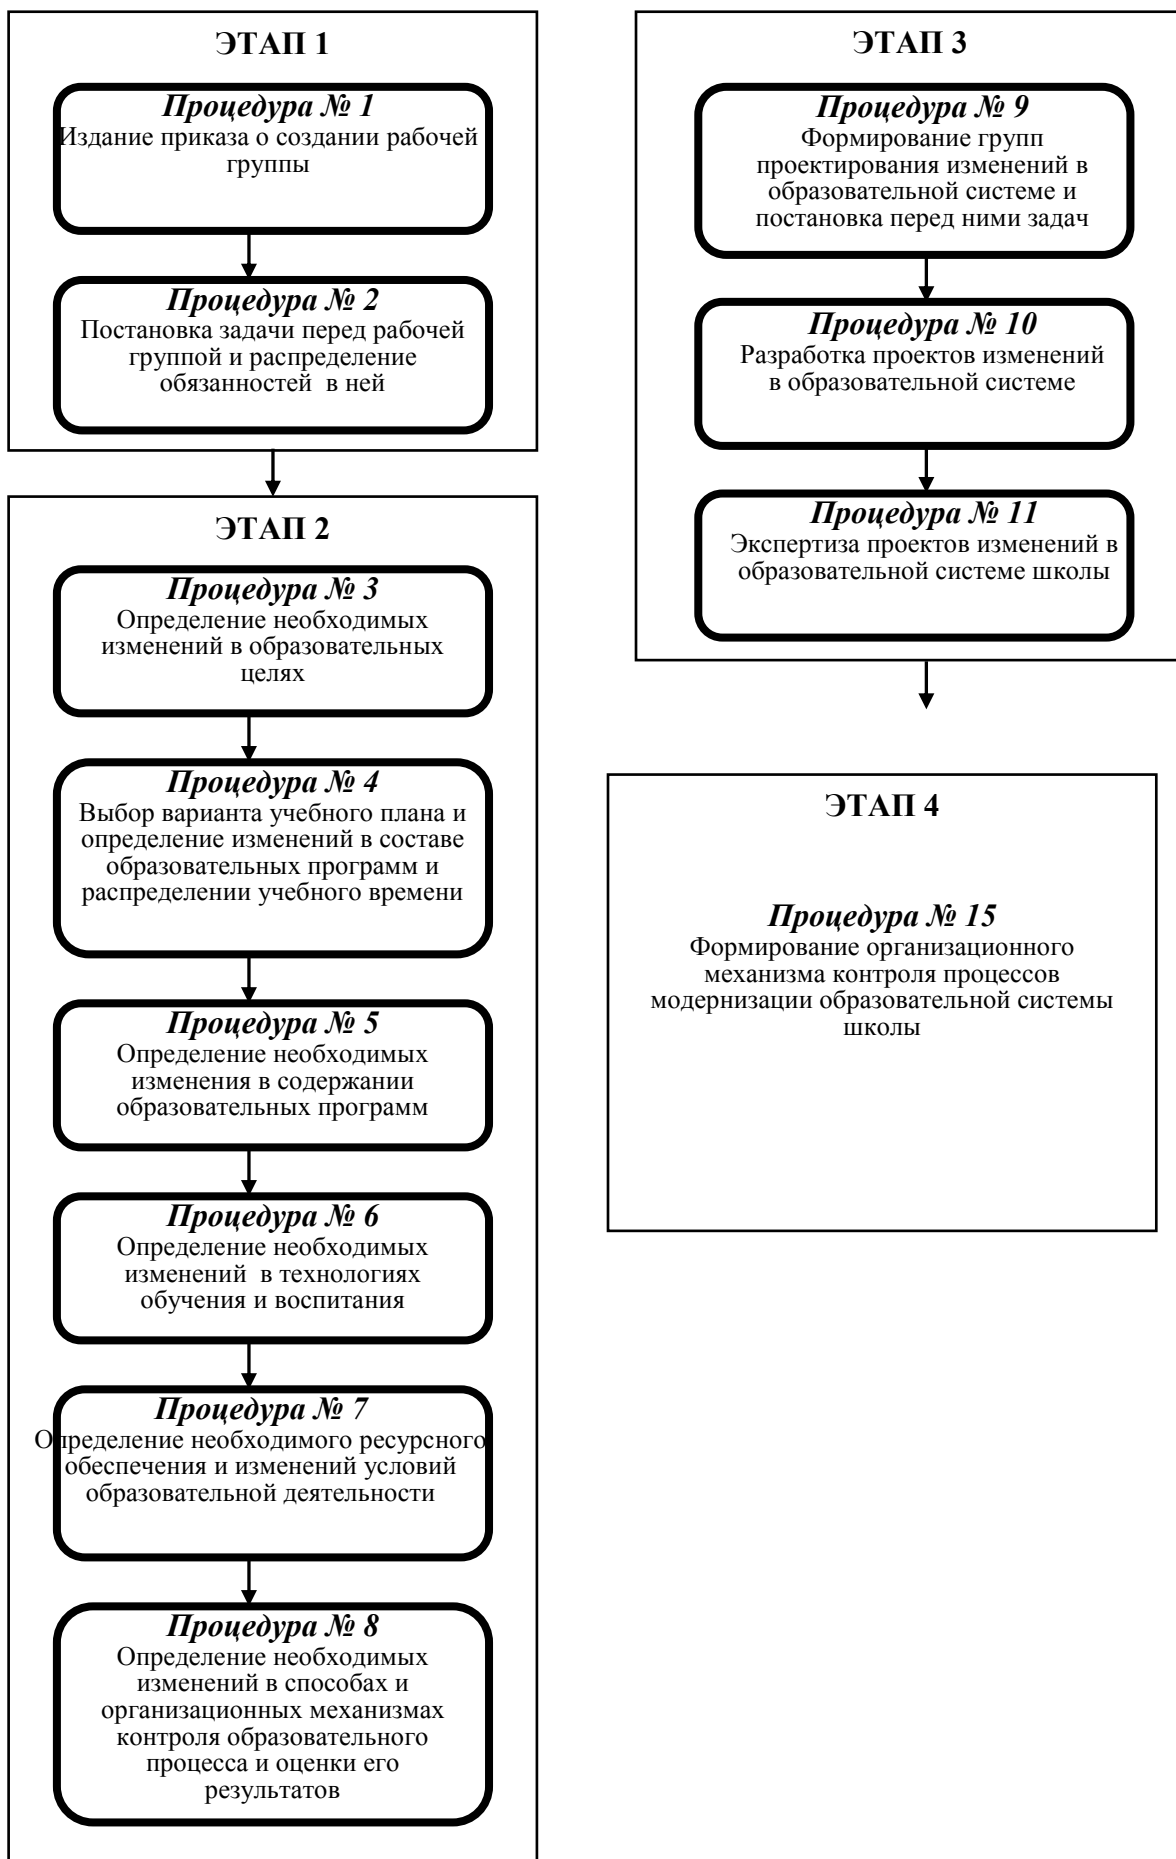 ЭТАП 1
Процедура № 1
Издание приказа о создании рабочей
группы
Процедура № 2
Постановка задачи перед рабочей
группой и распределение
обязанностей в ней
ЭТАП 2
Процедура № 3
Определение необходимых
изменений в образовательных
целях
Процедура № 4
Выбор варианта учебного плана и
определение изменений в составе
образовательных программ и
распределении учебного времени
Процедура № 5
Определение необходимых
изменения в содержании
образовательных программ
Процедура № 6
Определение необходимых
изменений в технологиях
обучения и воспитания
Процедура № 7
Определение необходимого ресурсного
обеспечения и изменений условий
образовательной деятельности
Процедура № 8
Определение необходимых
изменений в способах и
организационных механизмах
контроля образовательного
процесса и оценки его
результатов
ЭТАП 3
Процедура № 9
Формирование групп
проектирования изменений в
образовательной системе и
постановка перед ними задач
Процедура № 10
Разработка проектов изменений
в образовательной системе
Процедура № 11
Экспертиза проектов изменений в
образовательной системе школы
ЭТАП 4
Процедура № 15
Формирование организационного
механизма контроля процессов
модернизации образовательной системы
школы